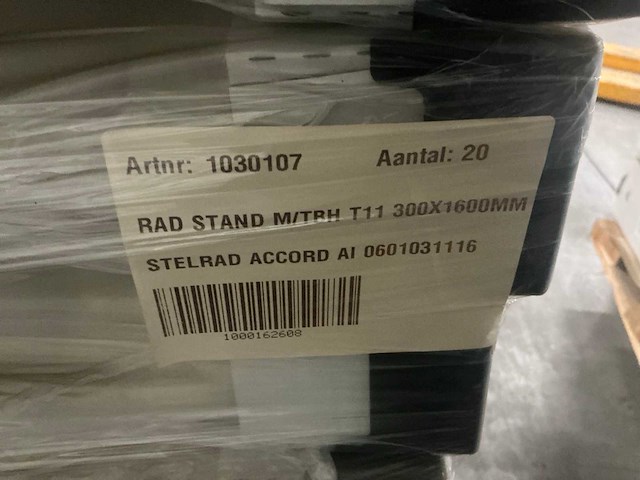 Artnr: 1030107 Aantal: 20
RAD STAND M/TRH T11 300X1600MM
STELRAD ACCORD AI 0601031116
1000162608